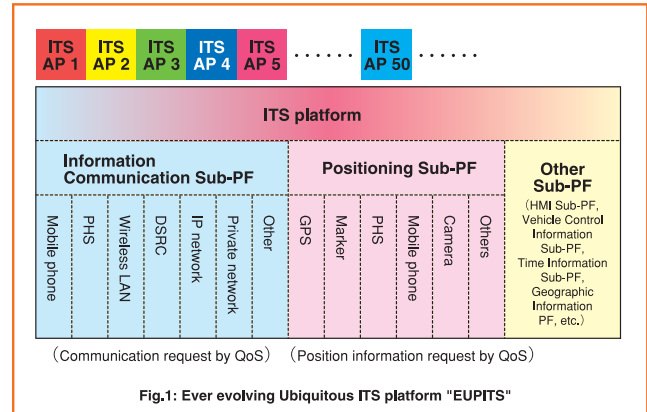 ITS AP 1
ITS AP 2
ITS AP 3
ITS AP 4
ITS AP 5
......
ITS AP 50
......
ITS platform
Information
Communication Sub-PF
Positioning Sub-PF
Other
Sub-PF
Mobile phone
PHS
Wireless LAN
DSRC
IP network
Private network
Other
GPS
Marker
PHS
Mobile phone
Camera
Others
(HMI Sub-PF,
Vehicle Control
Information
Sub-PF,
Time Information
Sub-PF,
Geographic
Information
PF, etc.)
(Communication request by QoS)
(Position information request by QoS)
Fig.1: Ever evolving Ubiquitous ITS platform "EUPITS"